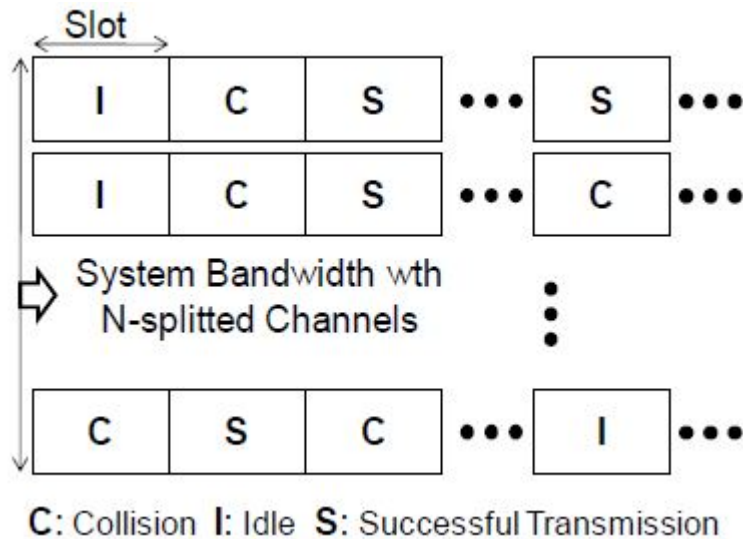 Slot
I C S ••• S •••
I C S ••• C •••
System Bandwidth wth
N-splitted Channels
C S C ••• I •••
C: Collision I: Idle S: Successful Transmission